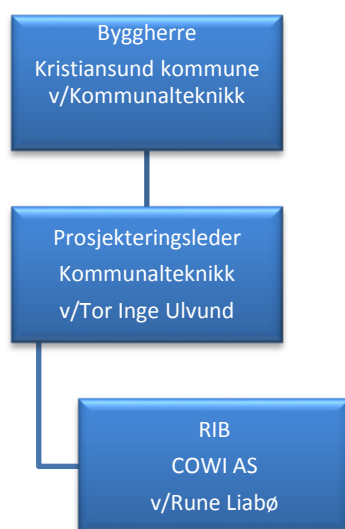 Byggherre
Kristiansund kommune
v/Kommunalteknikk
Prosjekteringsleder
Kommunalteknikk
v/Tor Inge Ulvund
RIB
COWI AS
v/Rune Liabø